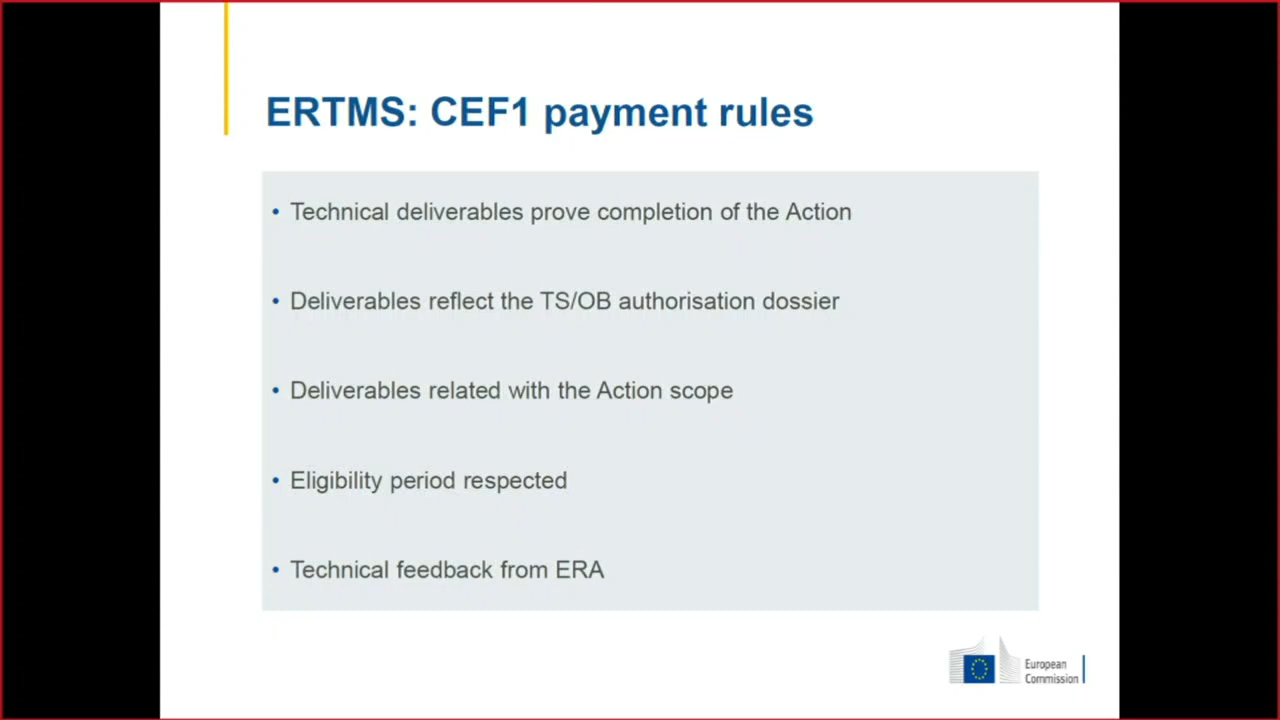 ERTMS: CEF1 payment rules
• Technical deliverables prove completion of the Action
• Deliverables reflect the TS/OB authorisation dossier
• Deliverables related with the Action scope
• Eligibility period respected
• Technical feedback from ERA
European
Commission